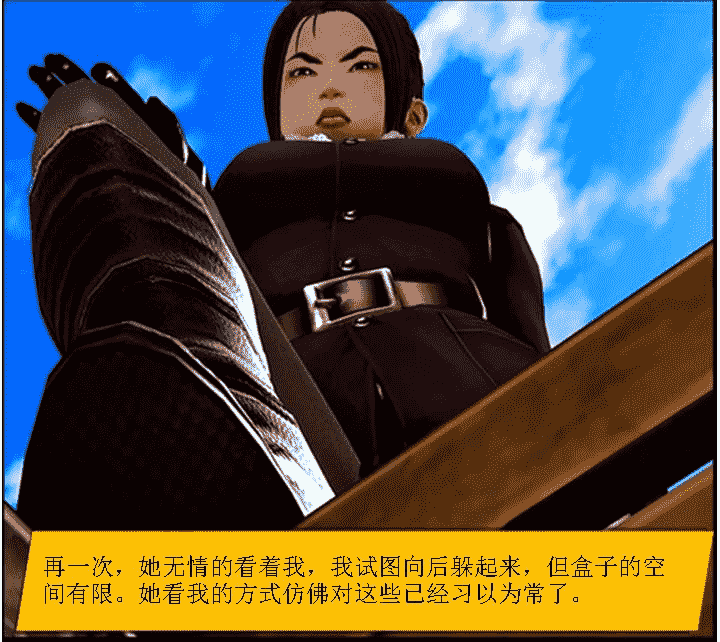 再一次，她无情的看着我，我试图向后躲起来，但盒子的空
间有限。她看我的方式仿佛对这些已经习以为常了。